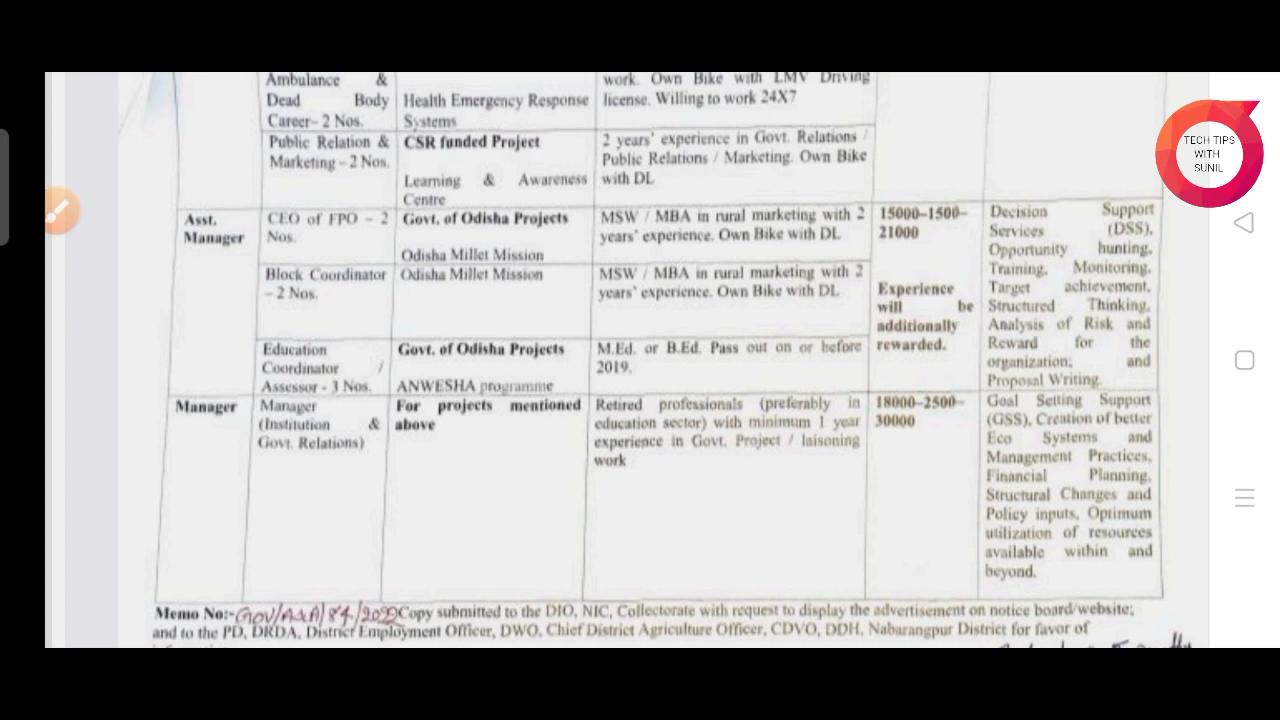 Ambulance &
Dead Body
Career– 2 Nos.
Health Emergency Response
Systems
work. Own Bike with LMV Driving
license. Willing to work 24X7
Public Relation &
Marketing – 2 Nos.
CSR funded Project
Learning & Awareness
Centre
2 years' experience in Govt. Relations /
Public Relations / Marketing. Own Bike
with DL
Asst.
Manager
CEO of FPO – 2
Nos.
Govt. of Odisha Projects
Odisha Millet Mission
MSW / MBA in rural marketing with 2
years' experience. Own Bike with DL
15000–1500–
21000
Experience
will be
additionally
rewarded.
Decision Support
Services (DSS),
Opportunity hunting,
Training, Monitoring,
Target achievement,
Structured Thinking,
Analysis of Risk and
Reward for the
organization; and
Proposal Writing.
Block Coordinator
– 2 Nos.
Odisha Millet Mission
MSW / MBA in rural marketing with 2
years' experience. Own Bike with DL
Education
Coordinator /
Assessor - 3 Nos.
Govt. of Odisha Projects
ANWESHA programme
M.Ed. or B.Ed. Pass out on or before
2019.
Manager
Manager
(Institution &
Govt. Relations)
For projects mentioned
above
Retired professionals (preferably in
education sector) with minimum 1 year
experience in Govt. Project / laisoning
work
18000–2500–
30000
Goal Setting Support
(GSS), Creation of better
Eco Systems and
Management Practices,
Financial Planning,
Structural Changes and
Policy inputs, Optimum
utilization of resources
available within and
beyond.
Memo No:- Copy submitted to the DIO, NIC, Collectorate with request to display the advertisement on notice board/website;
and to the PD, DRDA, District Employment Officer, DWO, Chief District Agriculture Officer, CDVO, DDH, Nabarangpur District for favor of
TECH TIPS
WITH
SUNIL